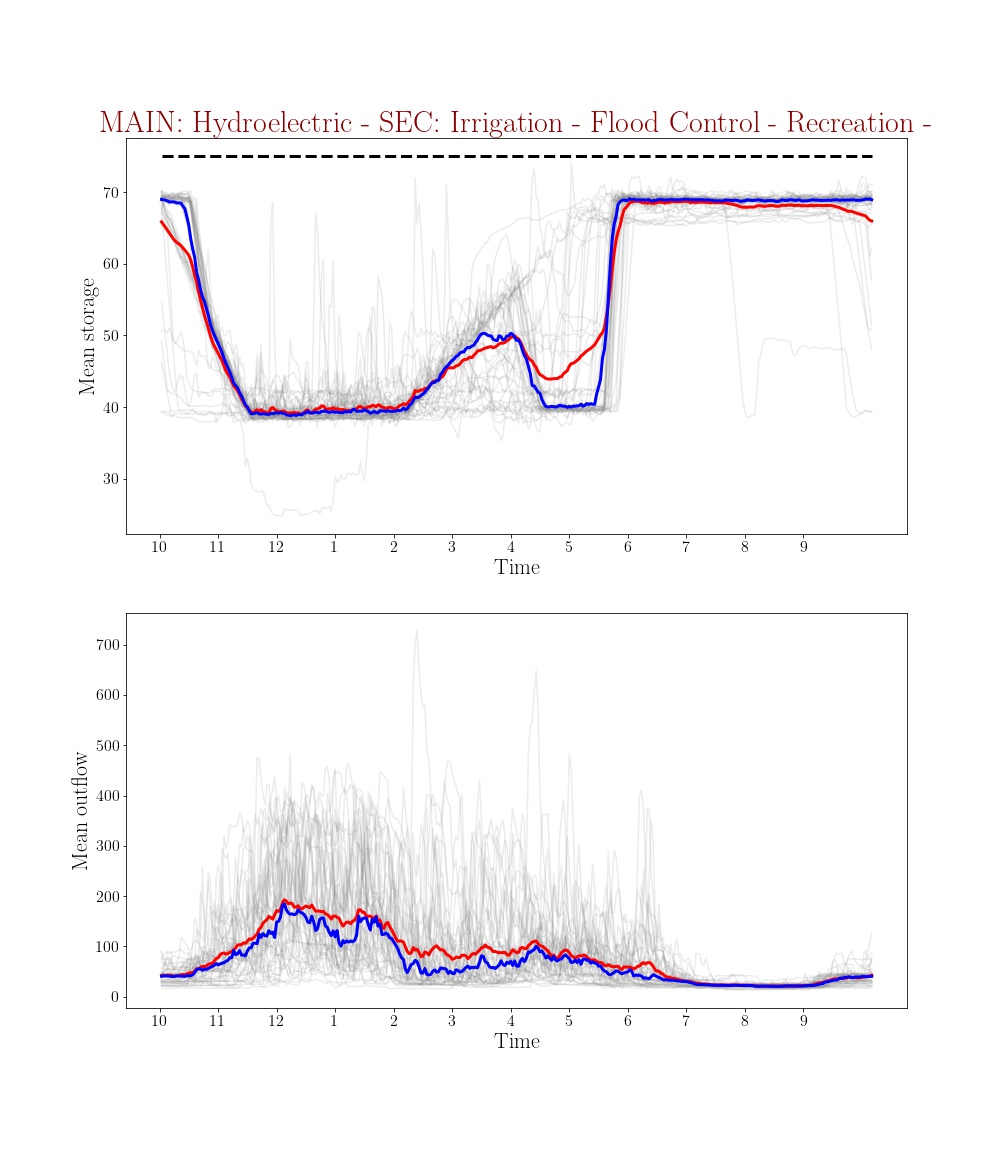 MAIN: Hydroelectric - SEC: Irrigation - Flood Control - Recreation -
70
60
50
40
30
Mean storage
10 11 12 1 2 3 4 5 6 7 8 9
Time
700
600
500
400
300
200
100
0
Mean outflow
10 11 12 1 2 3 4 5 6 7 8 9
Time